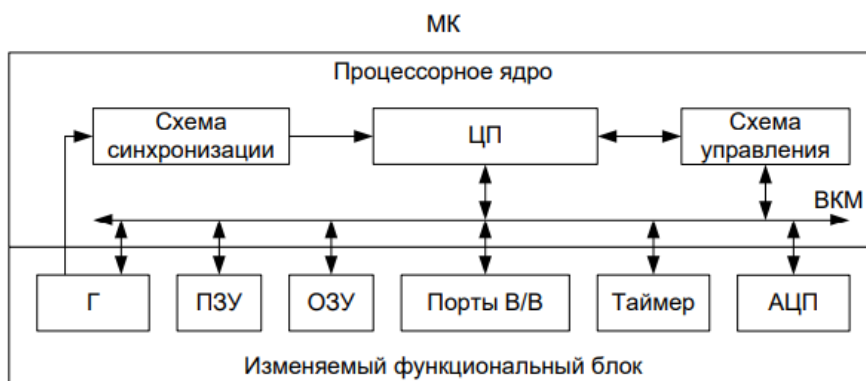 МК
Процессорное ядро
Схема
синхронизации
ЦП
Схема
управления
ВКМ
Г
ПЗУ
ОЗУ
Порты В/В
Таймер
АЦП
Изменяемый функциональный блок